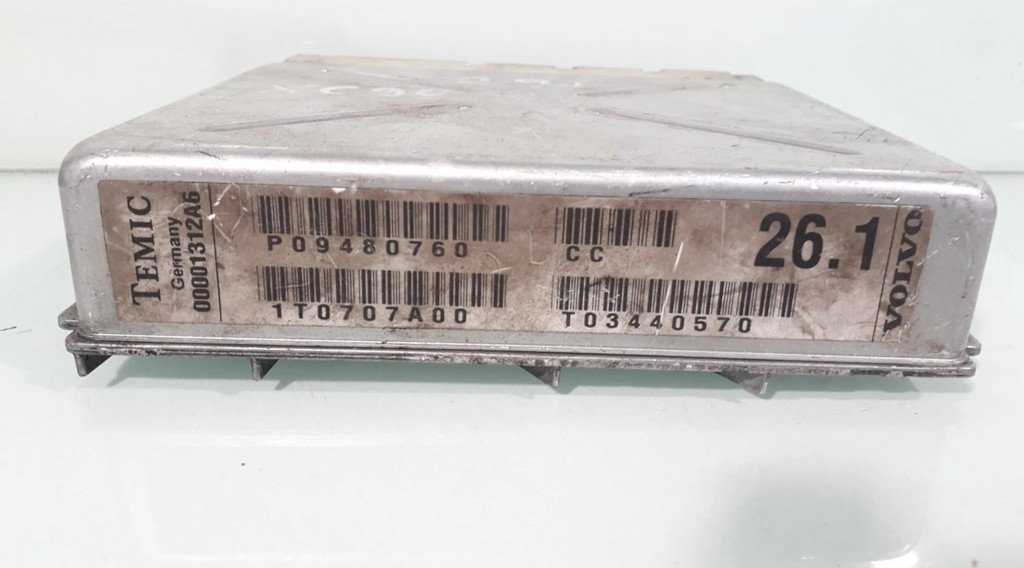 TEMIC
Germany
00001312A6
P09480760
1T0707A00
CC
T03440570
26.1
VOLVO